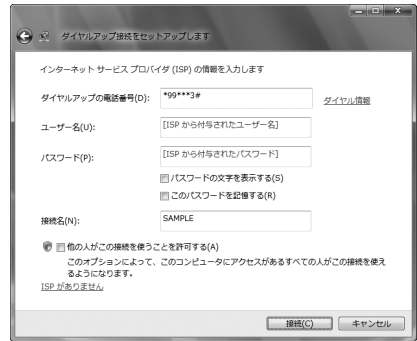 ダイヤルアップ接続をセットアップします
インターネット サービス プロバイダ (ISP) の情報を入力します
ダイヤルアップの電話番号(D):
*99***3#
ダイヤル情報
ユーザー名(U):
[ISP から付与されたユーザー名]
パスワード(P):
[ISP から付与されたパスワード]
パスワードの文字を表示する(S)
このパスワードを記憶する(R)
接続名(N):
SAMPLE
他の人がこの接続を使うことを許可する(A)
このオプションによって、このコンピュータにアクセスがあるすべての人がこの接続を使え
るようになります。
ISP がありません
接続(C)
キャンセル